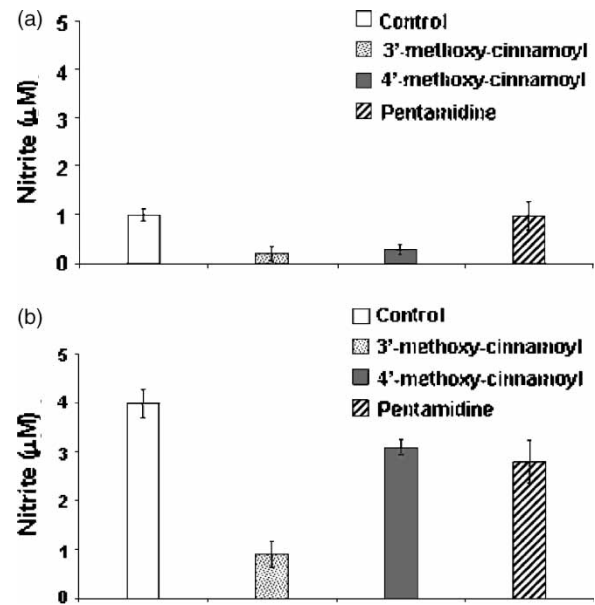 (a)
Nitrite (µM)
5
4
3
2
1
0
Control
3'-methoxy-cinnamoyl
4'-methoxy-cinnamoyl
Pentamidine
(b)
Nitrite (µM)
5
4
3
2
1
0
Control
3'-methoxy-cinnamoyl
4'-methoxy-cinnamoyl
Pentamidine